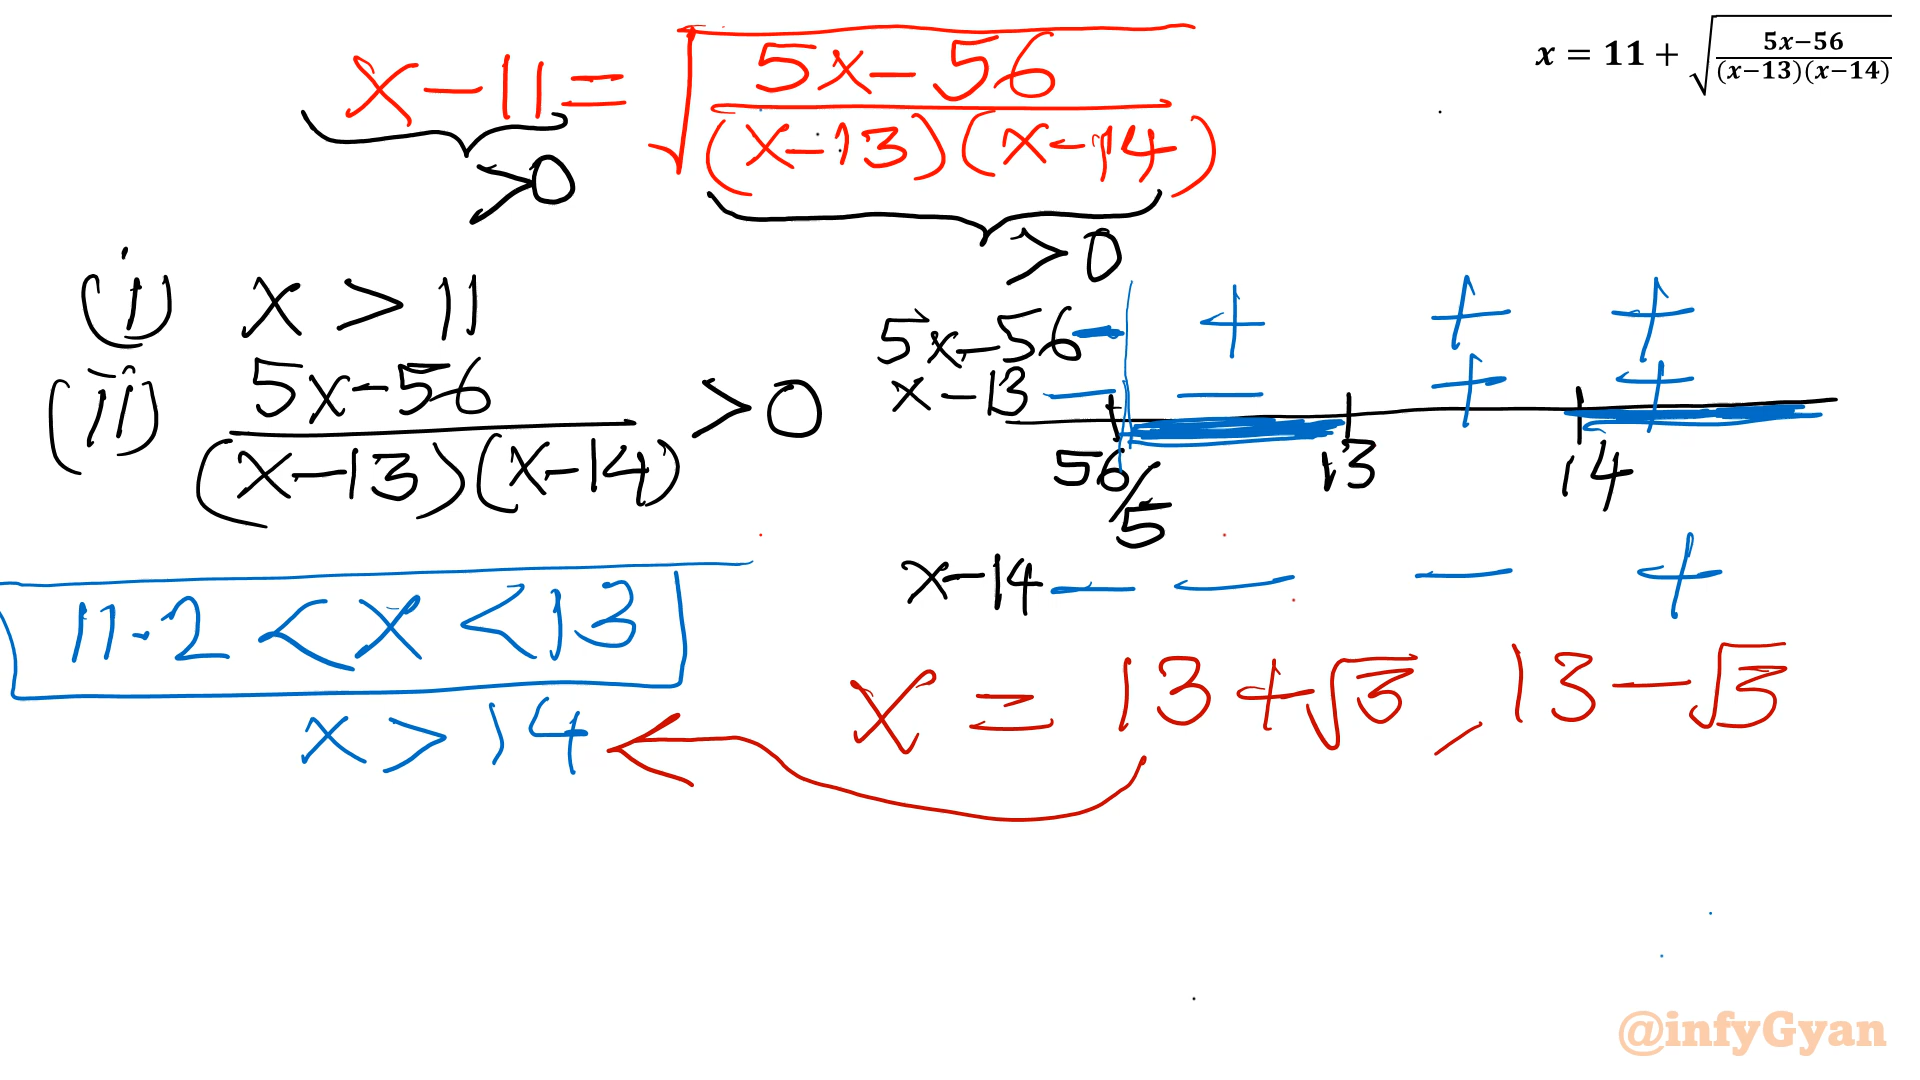 x = 11 + √((5x−56)/((x−13)(x−14)))
x − 11 = √((5x − 56)/((x − 13)(x − 14)))
>0
>0
(i) x > 11
(ii) (5x − 56)/((x − 13)(x − 14)) > 0
5x − 56 − + + +
x − 13 − − + +
56/5 13 14
x − 14 − − − +
11.2 < x < 13
x > 14
x = 13 + √3 , 13 − √3
@infyGyan